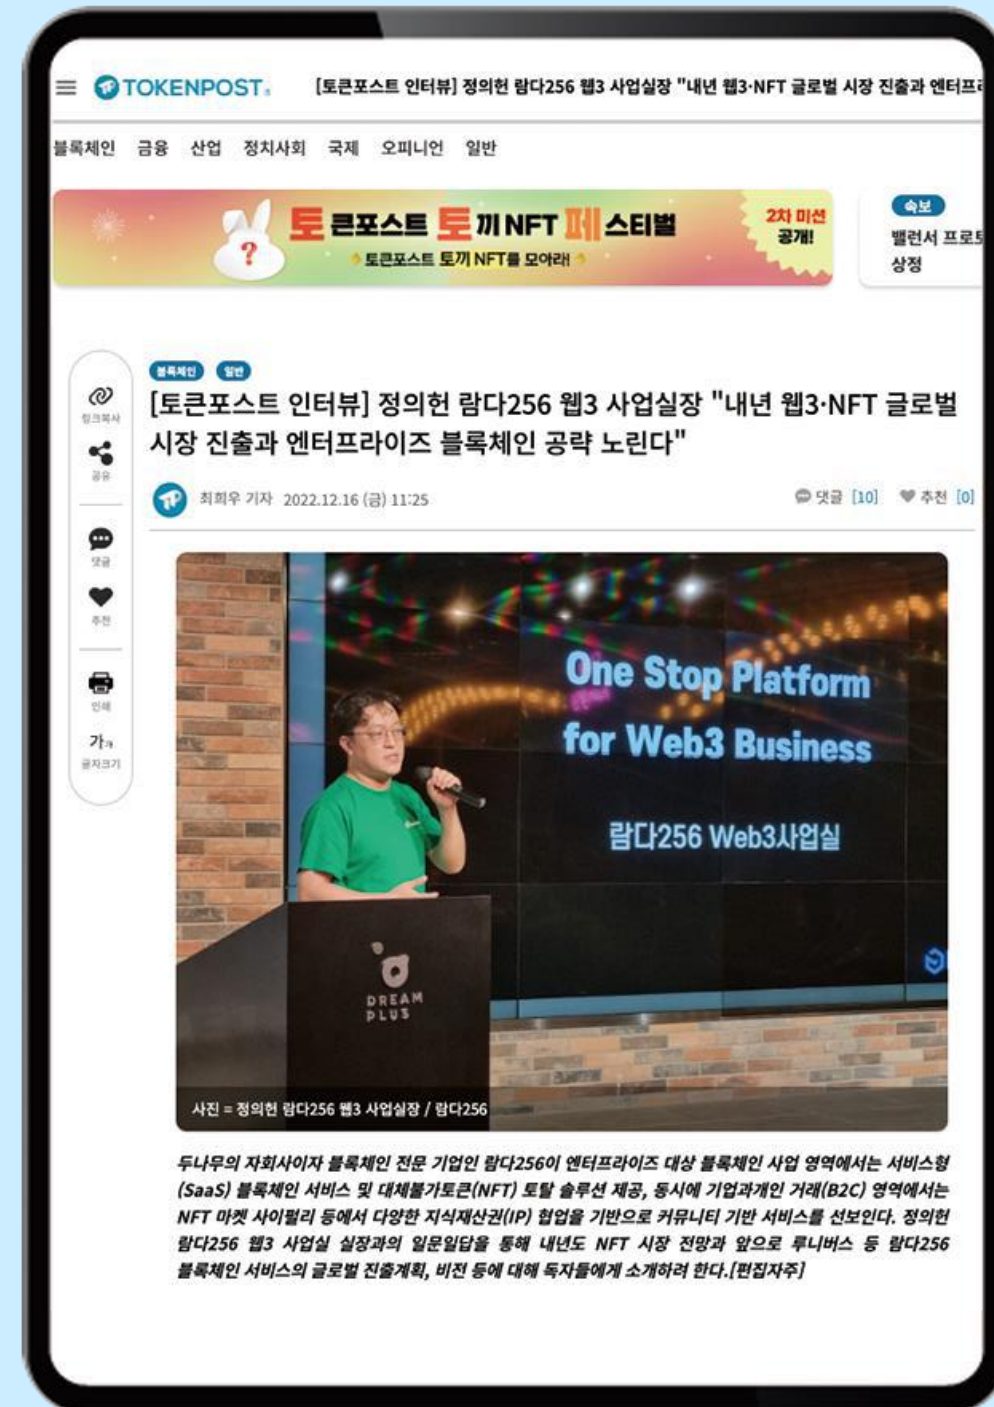 TOKENPOST
[토큰포스트 인터뷰] 정의헌 람다256 웹3 사업실장 "내년 웹3·NFT 글로벌 시장 진출과 엔터프라
블록체인 금융 산업 정치사회 국제 오피니언 일반
토큰포스트 토끼 NFT 페스티벌
토큰포스트 토끼 NFT를 모아라!
2차 미션
공개!
속보
밸런서 프로토
상정
블록체인 일반
[토큰포스트 인터뷰] 정의헌 람다256 웹3 사업실장 "내년 웹3·NFT 글로벌
시장 진출과 엔터프라이즈 블록체인 공략 노린다"
최희우 기자 2022.12.16 (금) 11:25
댓글 [10] 추천 [0]
링크복사
공유
댓글
추천
인쇄
가가
글자크기
One Stop Platform
for Web3 Business
람다256 Web3사업실
DREAM
PLUS
사진 = 정의헌 람다256 웹3 사업실장 / 람다256
두나무의 자회사이자 블록체인 전문 기업인 람다256이 엔터프라이즈 대상 블록체인 사업 영역에서는 서비스형
(SaaS) 블록체인 서비스 및 대체불가토큰(NFT) 토탈 솔루션 제공, 동시에 기업과개인 거래(B2C) 영역에서는
NFT 마켓 사이펄리 등에서 다양한 지식재산권(IP) 협업을 기반으로 커뮤니티 기반 서비스를 선보인다. 정의헌
람다256 웹3 사업실 실장과의 일문일답을 통해 내년도 NFT 시장 전망과 앞으로 루니버스 등 람다256
블록체인 서비스의 글로벌 진출계획, 비전 등에 대해 독자들에게 소개하려 한다.[편집자주]